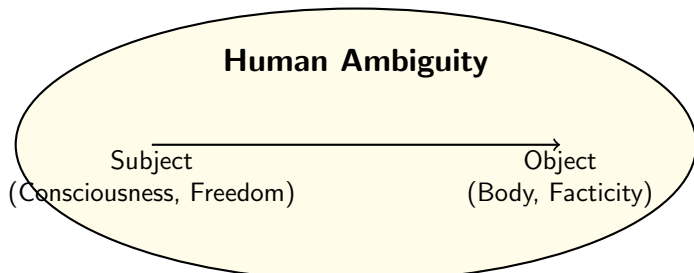 Human Ambiguity
Subject
(Consciousness, Freedom)
Object
(Body, Facticity)